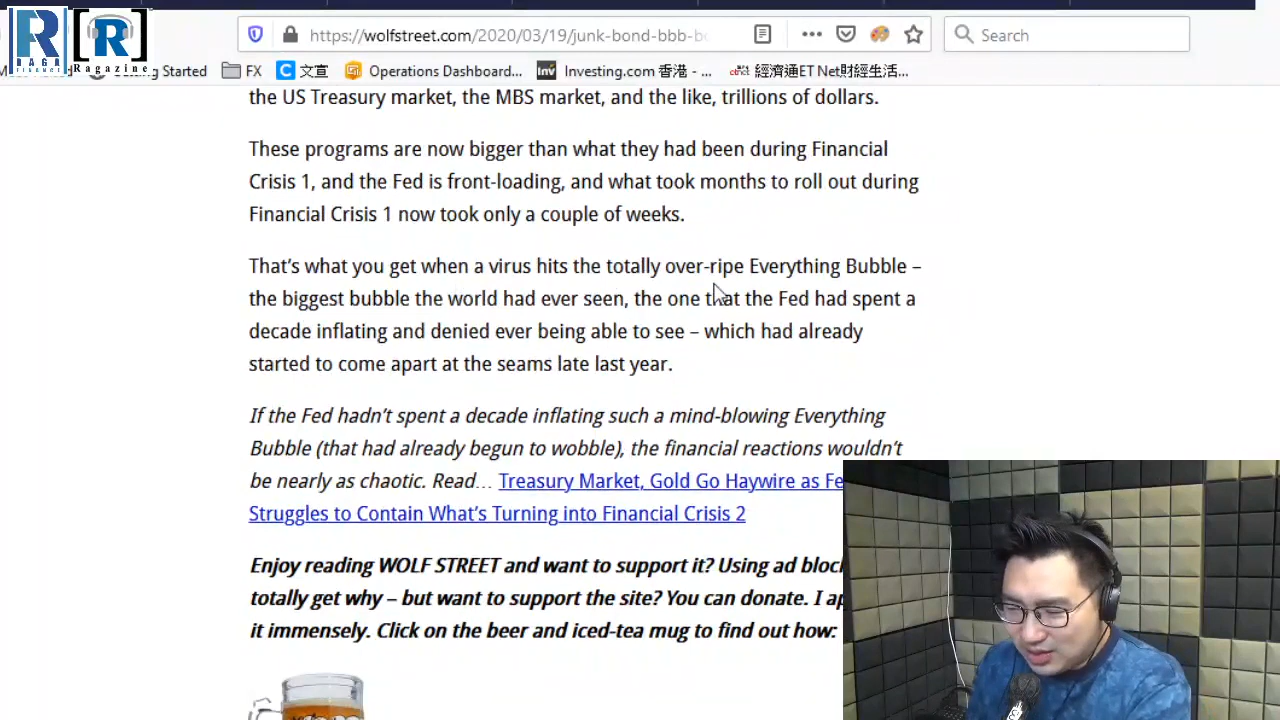 R [R]
RAGA FINANCE Ragazine
https://wolfstreet.com/2020/03/19/junk-bond-bbb-b
Search
Getting Started FX 文宣 Operations Dashboard... Inv Investing.com 香港 - ... etnet 經濟通ET Net財經生活...
the US Treasury market, the MBS market, and the like, trillions of dollars.
These programs are now bigger than what they had been during Financial
Crisis 1, and the Fed is front-loading, and what took months to roll out during
Financial Crisis 1 now took only a couple of weeks.
That’s what you get when a virus hits the totally over-ripe Everything Bubble –
the biggest bubble the world had ever seen, the one that the Fed had spent a
decade inflating and denied ever being able to see – which had already
started to come apart at the seams late last year.
If the Fed hadn’t spent a decade inflating such a mind-blowing Everything
Bubble (that had already begun to wobble), the financial reactions wouldn’t
be nearly as chaotic. Read… Treasury Market, Gold Go Haywire as Fe
Struggles to Contain What’s Turning into Financial Crisis 2
Enjoy reading WOLF STREET and want to support it? Using ad bloc
totally get why – but want to support the site? You can donate. I ap
it immensely. Click on the beer and iced-tea mug to find out how: